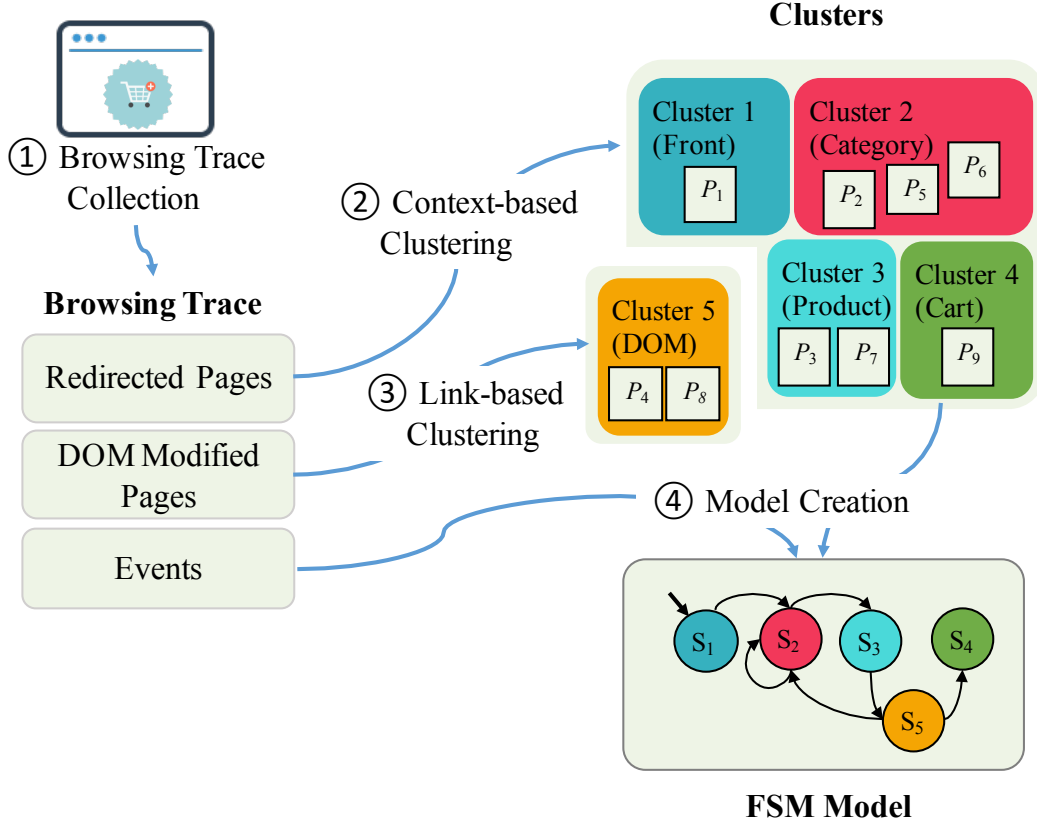 Clusters
① Browsing Trace
Collection
Cluster 1
(Front)
P1
Cluster 2
(Category)
P2
P5
P6
② Context-based
Clustering
Browsing Trace
Redirected Pages
DOM Modified
Pages
Events
Cluster 3
(Product)
P3
P7
Cluster 4
(Cart)
P9
Cluster 5
(DOM)
P4
P8
③ Link-based
Clustering
④ Model Creation
S1
S2
S3
S4
S5
FSM Model